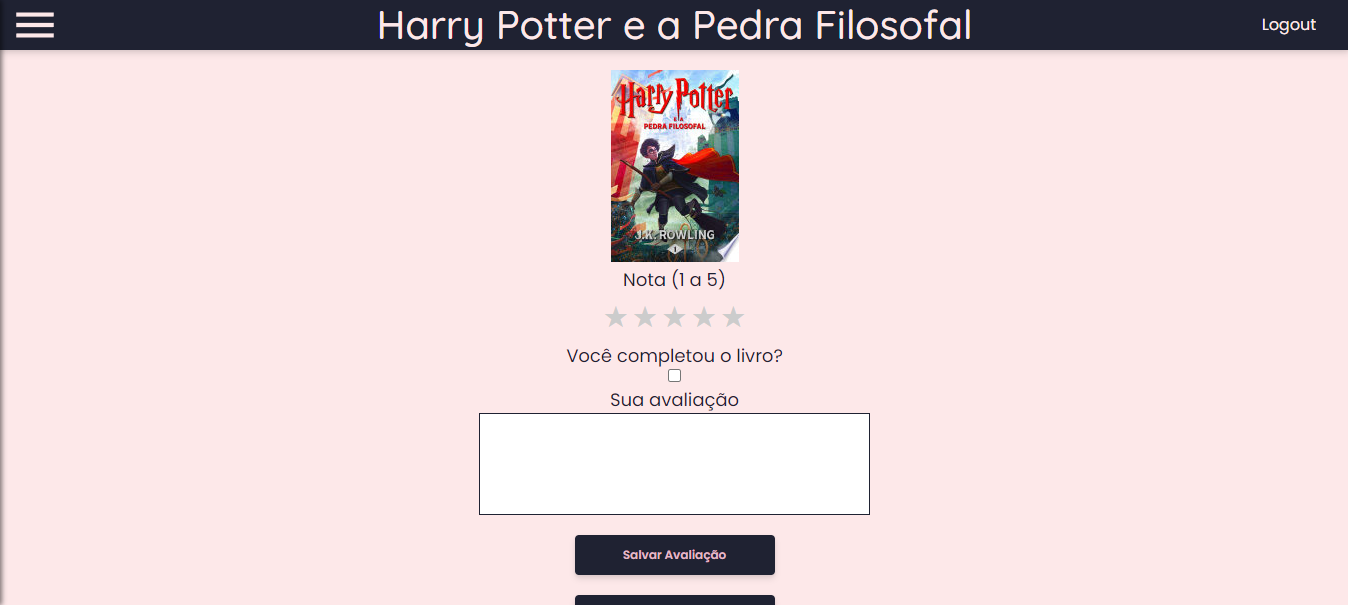 Harry Potter e a Pedra Filosofal
Logout
Harry Potter
E A
PEDRA FILOSOFAL
J.K. ROWLING
1
Nota (1 a 5)
Você completou o livro?
Sua avaliação
Salvar Avaliação